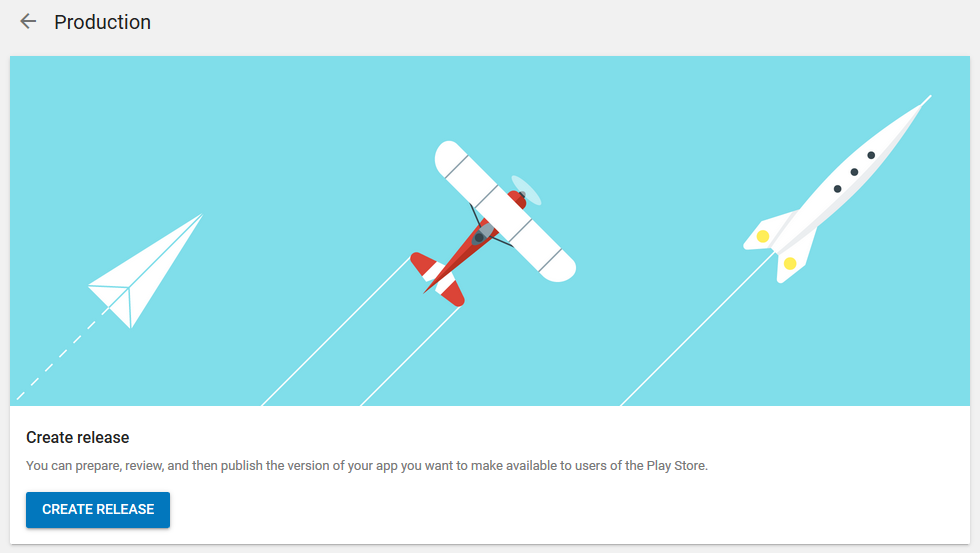 Production
Create release
You can prepare, review, and then publish the version of your app you want to make available to users of the Play Store.
CREATE RELEASE